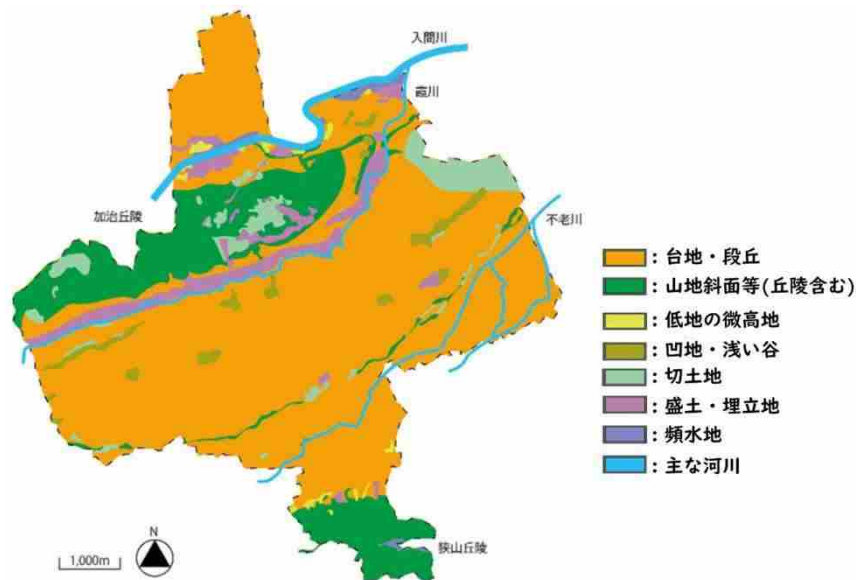 入間川
霞川
加治丘陵
不老川
：台地・段丘
：山地斜面等(丘陵含む)
：低地の微高地
：凹地・浅い谷
：切土地
：盛土・埋立地
：頻水地
：主な河川
狭山丘陵
1,000m
N